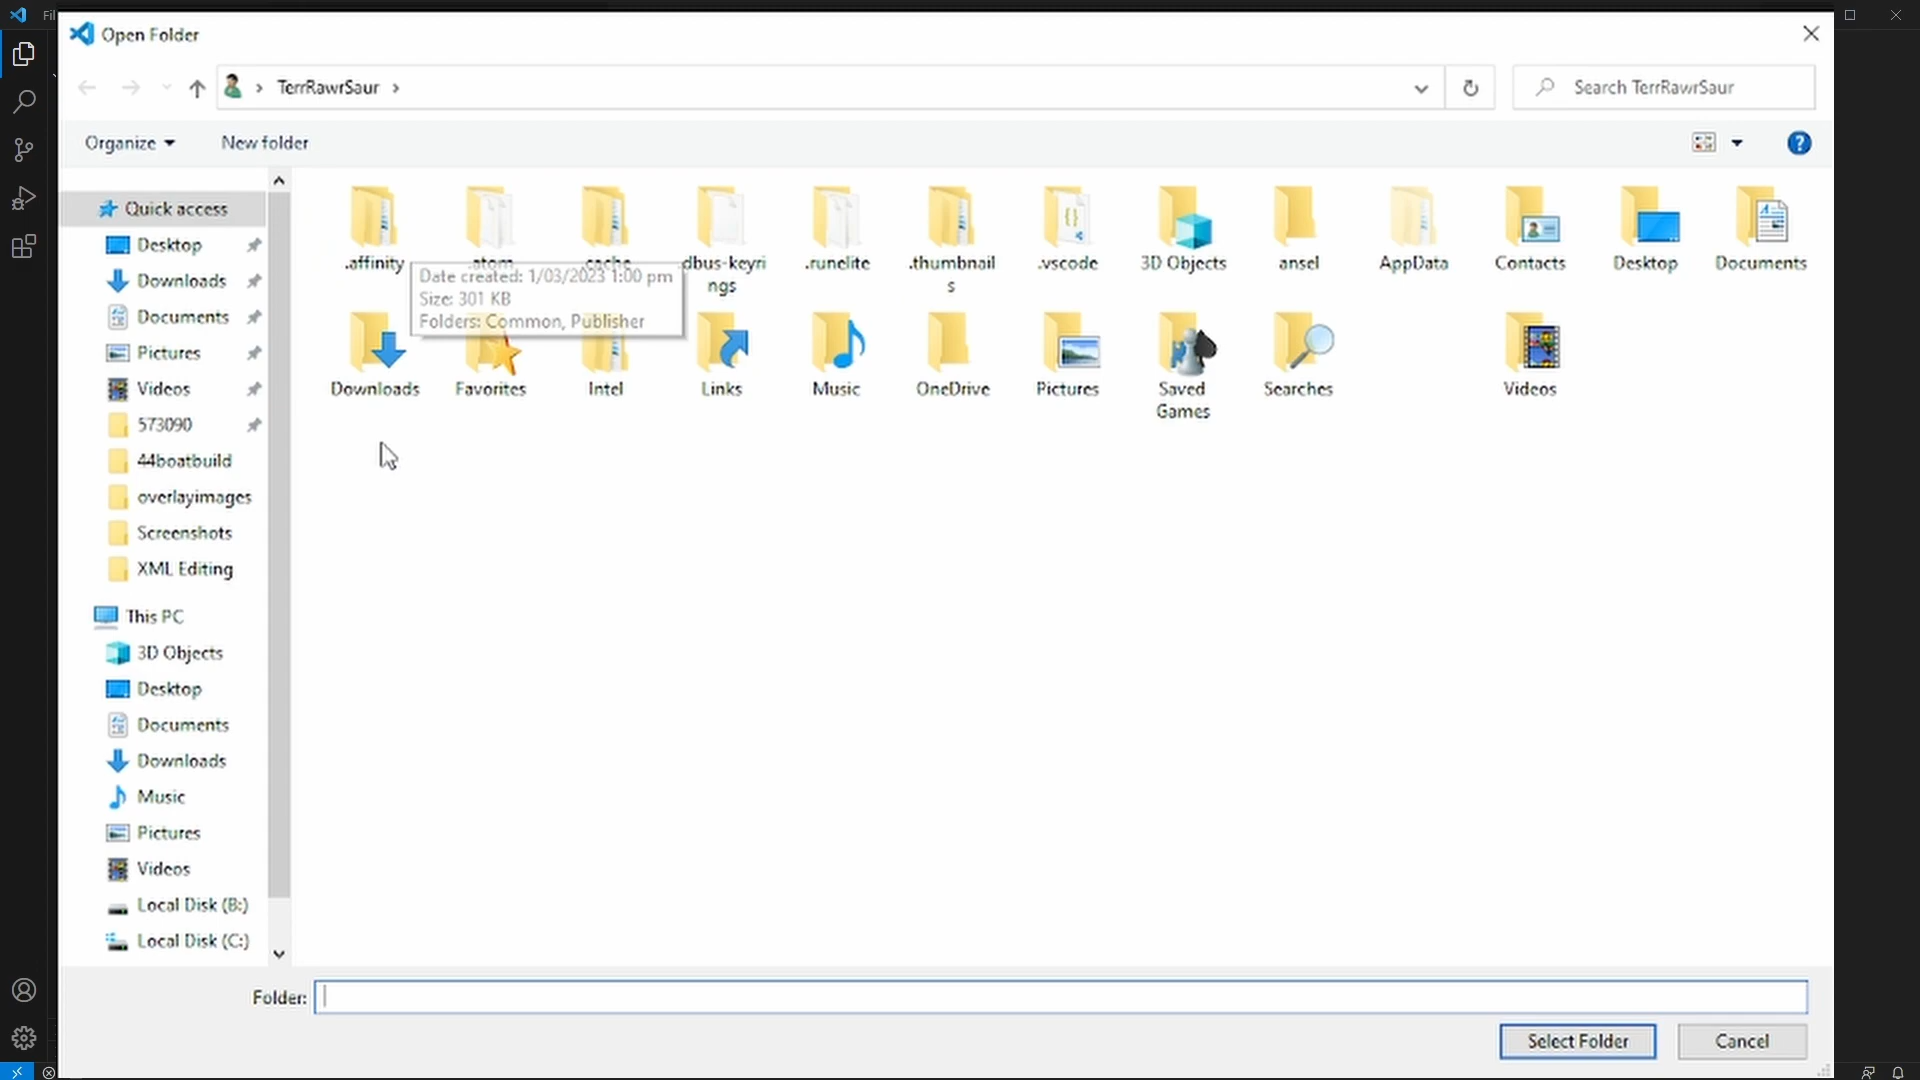 Fil
Open Folder
TerrRawrSaur
Search TerrRawrSaur
Organize
New folder
Quick access
Desktop
Downloads
Documents
Pictures
Videos
573090
44boatbuild
overlayimages
Screenshots
XML Editing
This PC
3D Objects
Desktop
Documents
Downloads
Music
Pictures
Videos
Local Disk (B:)
Local Disk (C:)
.affinity
.atom
.cache
dbus-keyri
ngs
.runelite
.thumbnail
s
.vscode
3D Objects
ansel
AppData
Contacts
Desktop
Documents
Date created: 1/03/2023 1:00 pm
Size: 301 KB
Folders: Common, Publisher
Downloads
Favorites
Intel
Links
Music
OneDrive
Pictures
Saved
Games
Searches
Videos
Folder:
Select Folder
Cancel